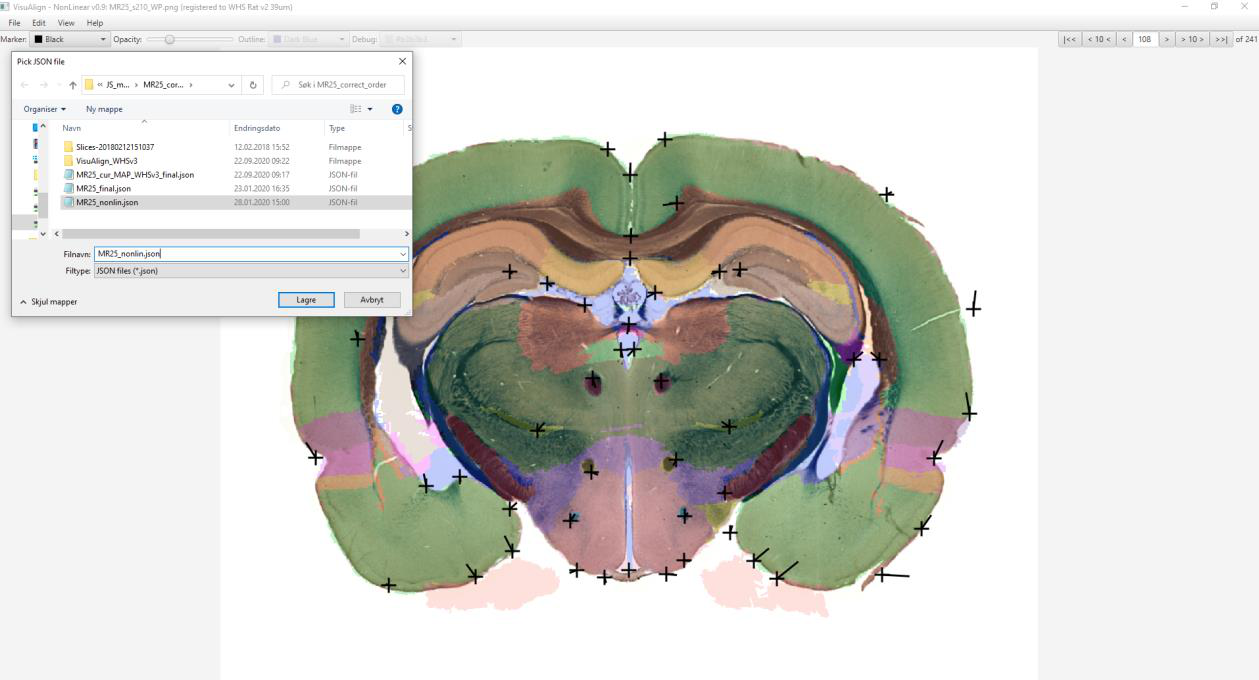 VisuAlign - NonLinear v0.9: MR25_s210_WP.png (registered to WHS Rat v2 39um)
File Edit View Help
Marker: Black Opacity: Outline: Dark Blue Debug: #b3b3b3 |<< < 10 < < 108 > > 10 > >>| of 241
Pick JSON file
« JS_m... › MR25_cor... › Søk i MR25_correct_order
Organiser Ny mappe
Navn Endringsdato Type S
Slices-20180212151037 12.02.2018 15:52 Filmappe
VisuAlign_WHSv3 22.09.2020 09:22 Filmappe
MR25_cur_MAP_WHSv3_final.json 22.09.2020 09:17 JSON-fil
MR25_final.json 23.01.2020 16:35 JSON-fil
MR25_nonlin.json 28.01.2020 15:00 JSON-fil
Filnavn: MR25_nonlin.json
Filtype: JSON files (*.json)
Skjul mapper Lagre Avbryt